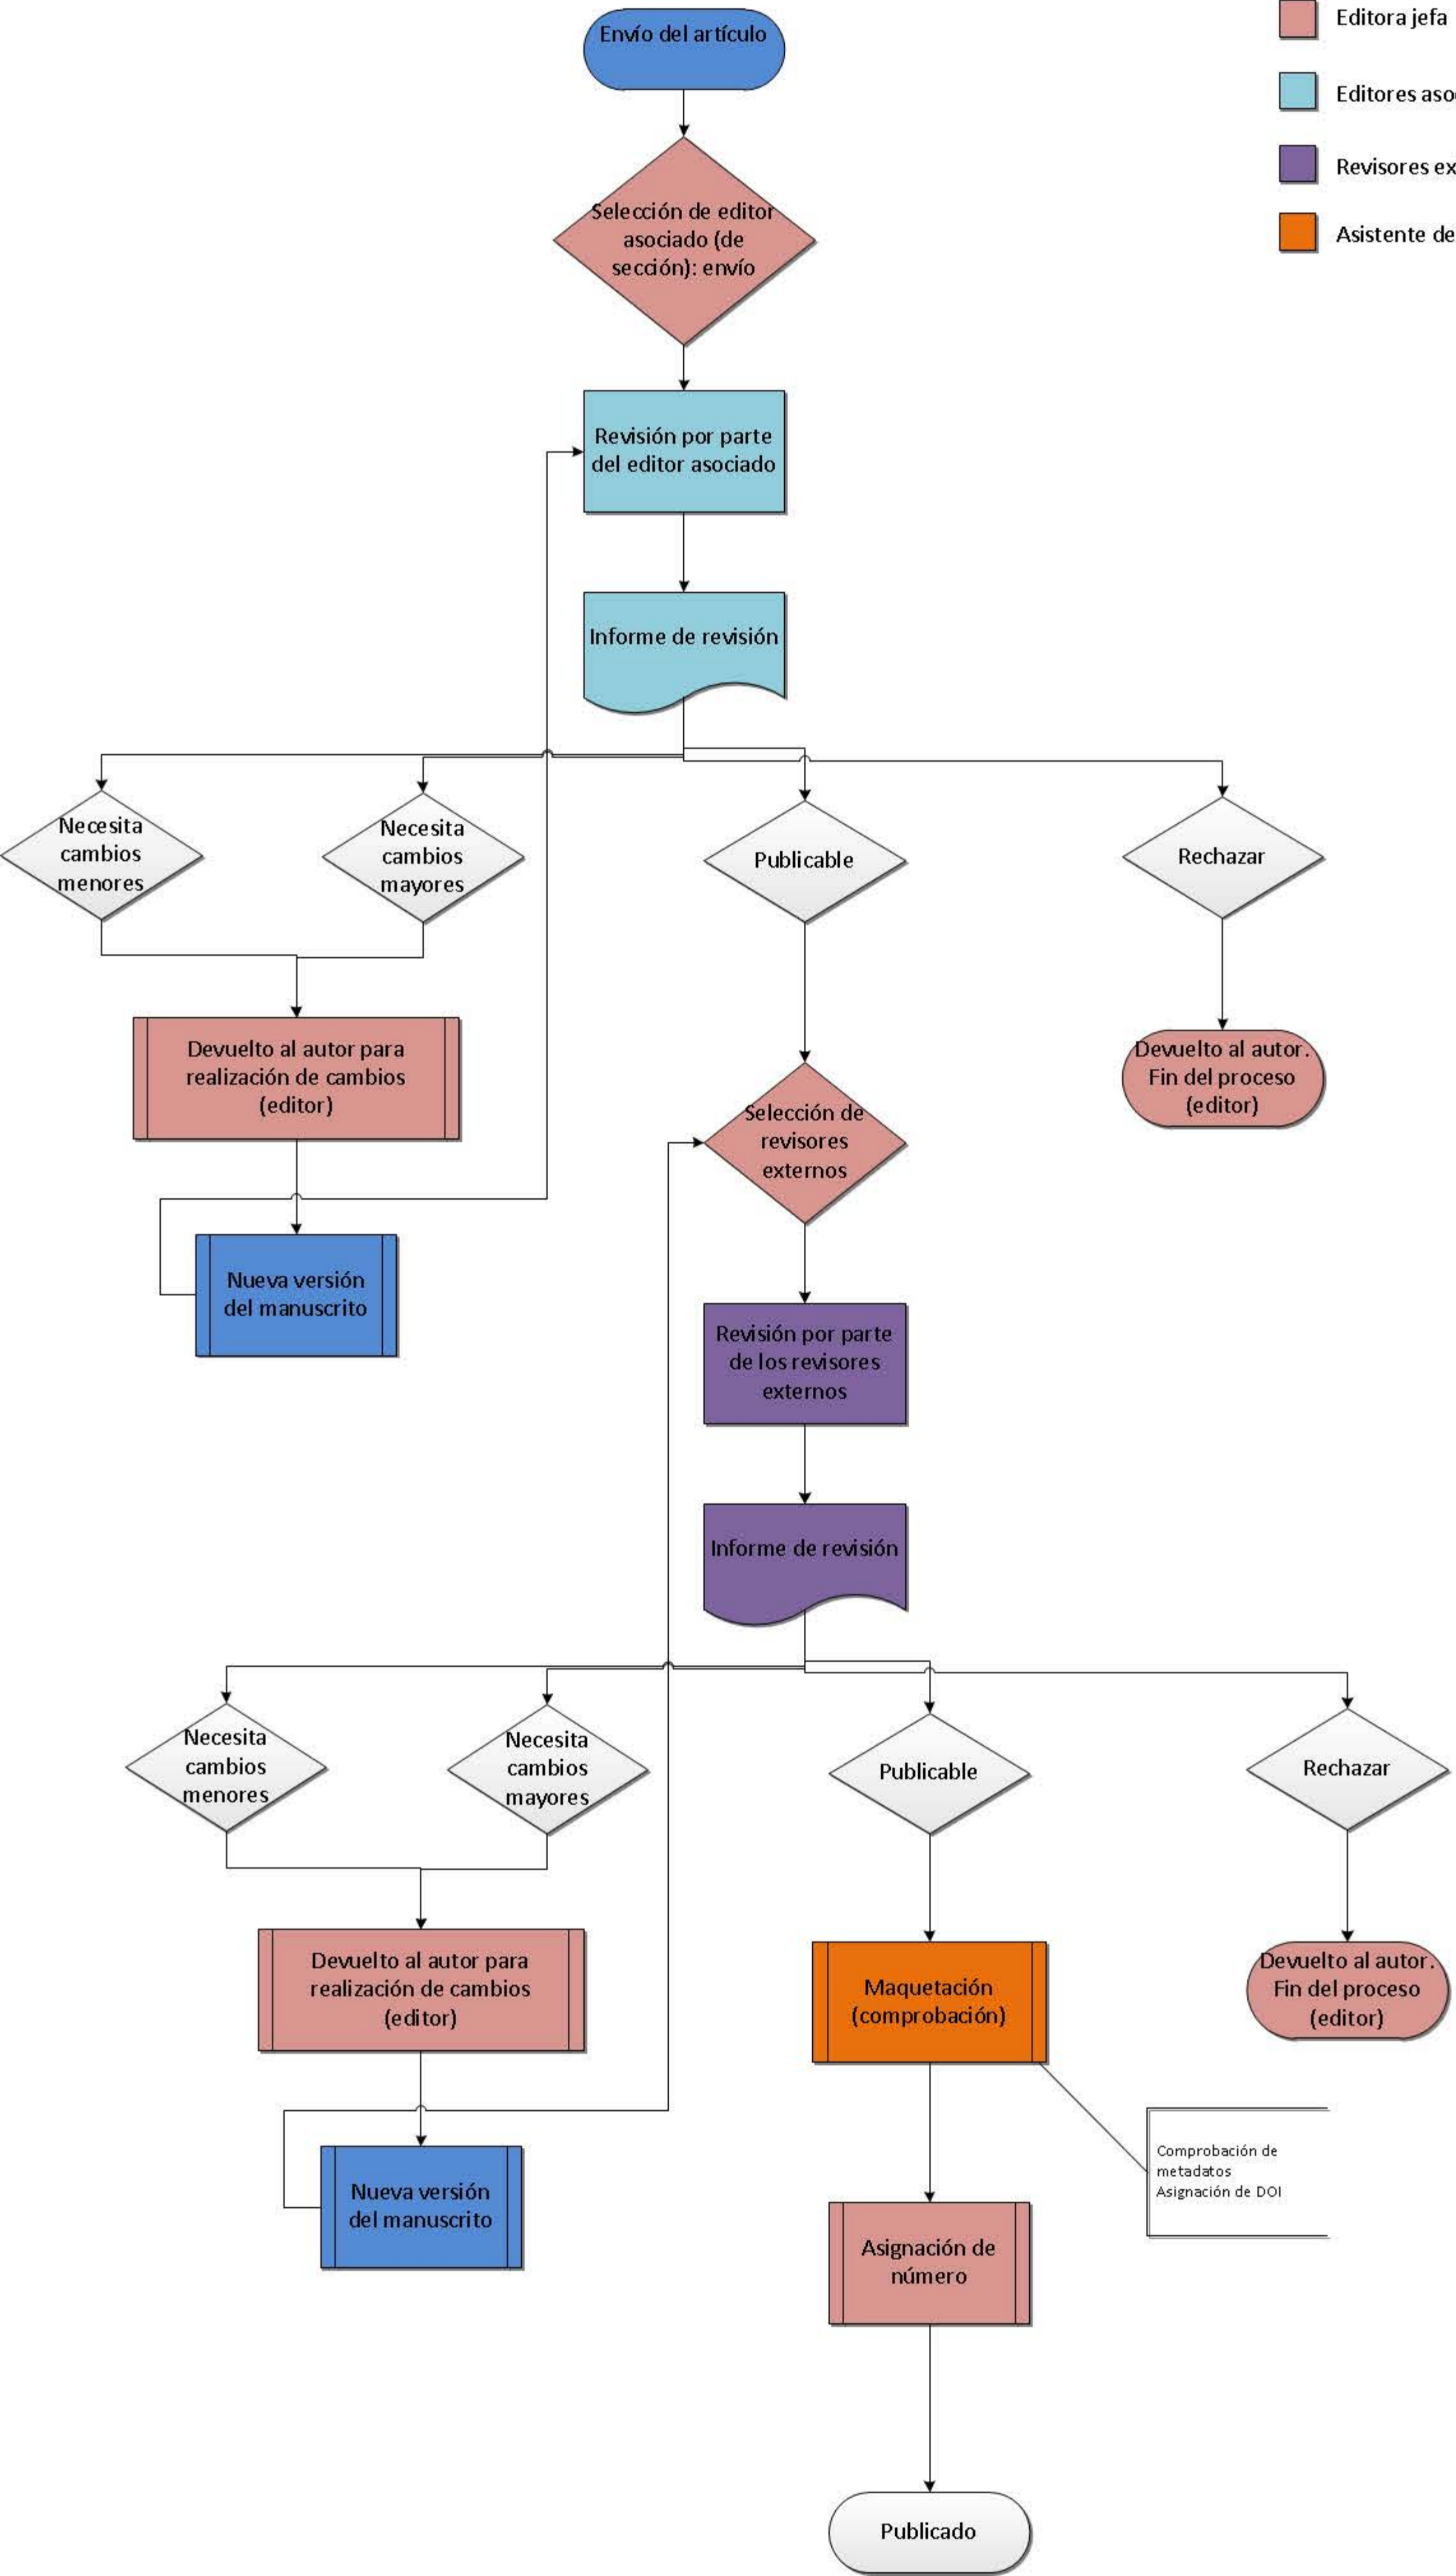 Envío del artículo
Editora jefa
Editores aso
Revisores ex
Asistente de
Selección de editor
asociado (de
sección): envío
Revisión por parte
del editor asociado
Informe de revisión
Necesita
cambios
menores
Necesita
cambios
mayores
Publicable
Rechazar
Devuelto al autor para
realización de cambios
(editor)
Devuelto al autor.
Fin del proceso
(editor)
Selección de
revisores
externos
Nueva versión
del manuscrito
Revisión por parte
de los revisores
externos
Informe de revisión
Necesita
cambios
menores
Necesita
cambios
mayores
Publicable
Rechazar
Devuelto al autor para
realización de cambios
(editor)
Maquetación
(comprobación)
Devuelto al autor.
Fin del proceso
(editor)
Comprobación de
metadatos
Asignación de DOI
Nueva versión
del manuscrito
Asignación de
número
Publicado